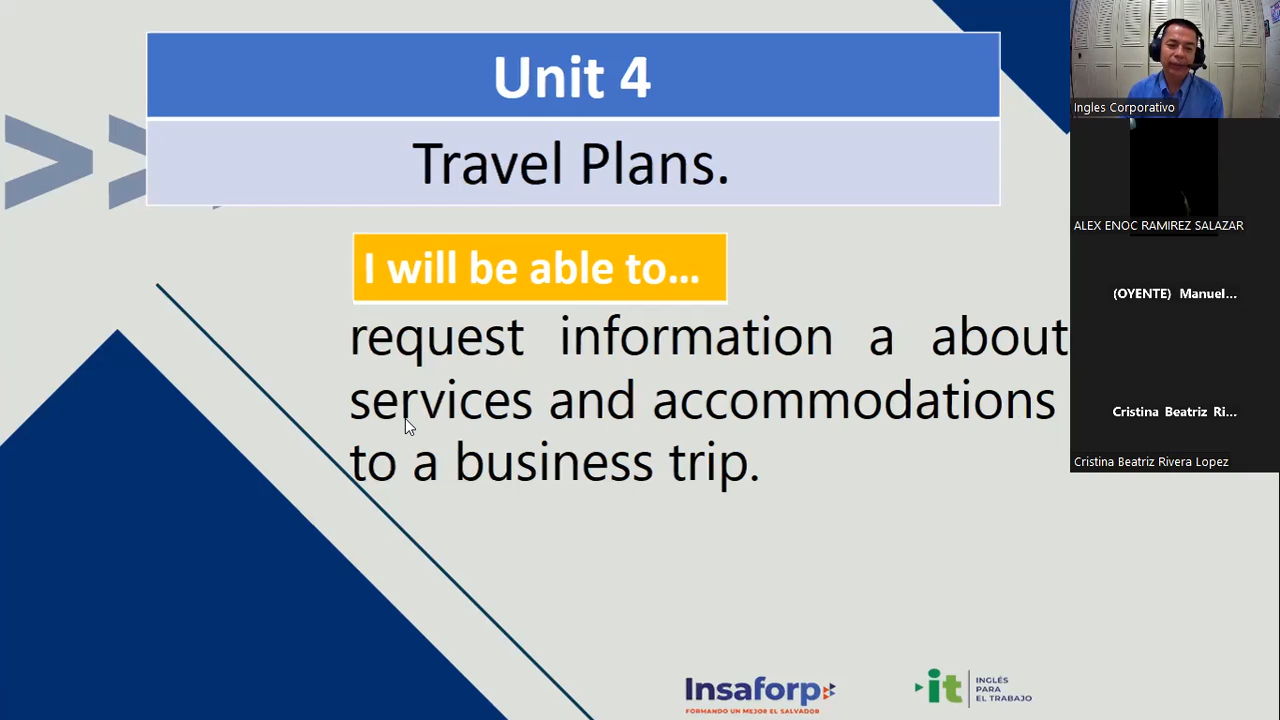 Unit 4
Travel Plans.
I will be able to...
request information a about
services and accommodations
to a business trip.
Insaforp
FORMANDO UN MEJOR EL SALVADOR
it
INGLÉS
PARA
EL TRABAJO
Ingles Corporativo
ALEX ENOC RAMIREZ SALAZAR
(OYENTE) Manuel...
Cristina Beatriz Ri...
Cristina Beatriz Rivera Lopez